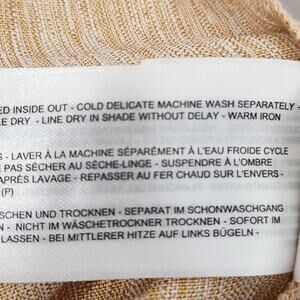 ED INSIDE OUT - COLD DELICATE MACHINE WASH SEPARATELY -
LE DRY - LINE DRY IN SHADE WITHOUT DELAY - WARM IRON
S - LAVER À LA MACHINE SÉPARÉMENT À L'EAU FROIDE CYCLE
E PAS SÉCHER AU SÈCHE-LINGE - SUSPENDRE À L'OMBRE
APRÈS LAVAGE - REPASSER AU FER CHAUD SUR L'ENVERS -
(P)
SCHEN UND TROCKNEN - SEPARAT IM SCHONWASCHGANG
N - NICHT IM WÄSCHETROCKNER TROCKNEN - SOFORT IM
LASSEN - BEI MITTLERER HITZE AUF LINKS BÜGELN -